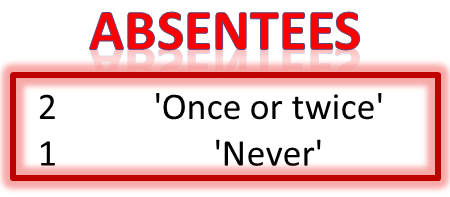 ABSENTEES
2 'Once or twice'
1 'Never'